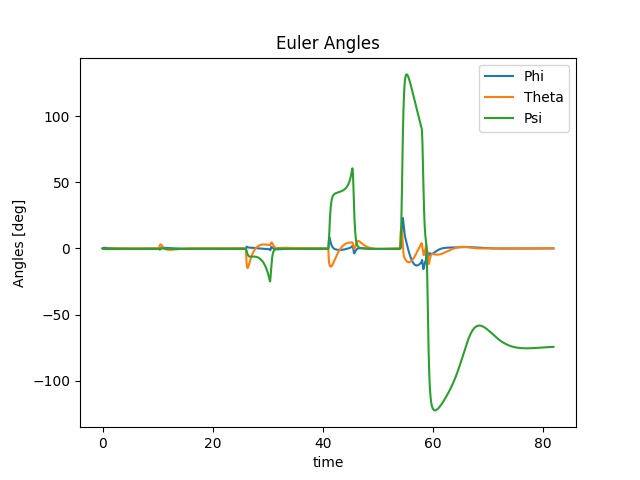 Euler Angles
Phi
Theta
Psi
100
50
0
−50
−100
Angles [deg]
0 20 40 60 80
time